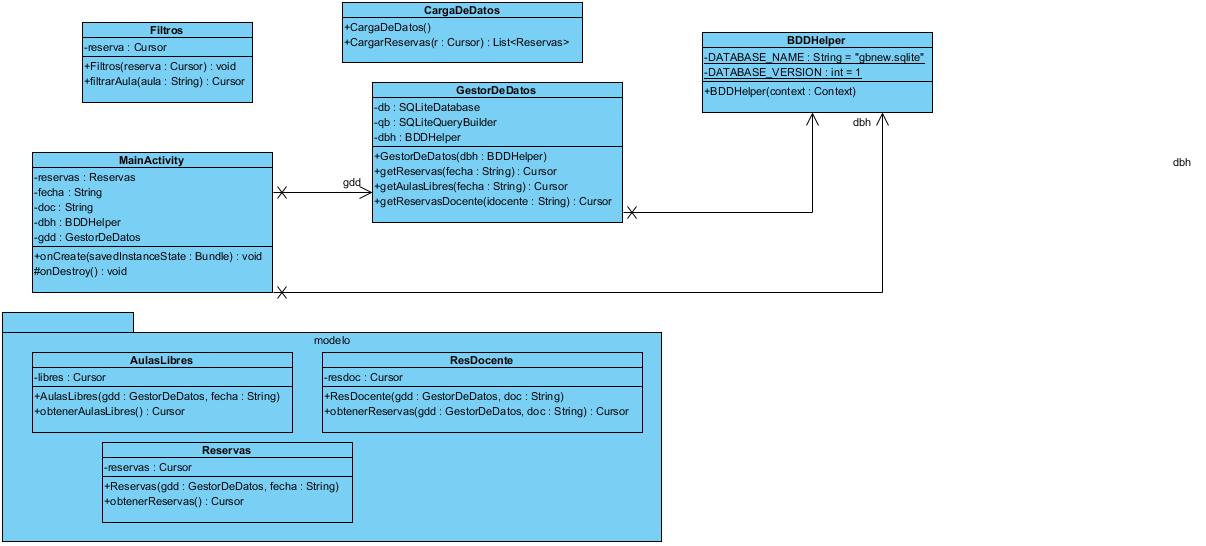 Filtros
-reserva : Cursor
+Filtros(reserva : Cursor) : void
+filtrarAula(aula : String) : Cursor
CargaDeDatos
+CargaDeDatos()
+CargarReservas(r : Cursor) : List<Reservas>
BDDHelper
-DATABASE_NAME : String = "gbnew.sqlite"
-DATABASE_VERSION : int = 1
+BDDHelper(context : Context)
GestorDeDatos
-db : SQLiteDatabase
-qb : SQLiteQueryBuilder
-dbh : BDDHelper
+GestorDeDatos(dbh : BDDHelper)
+getReservas(fecha : String) : Cursor
+getAulasLibres(fecha : String) : Cursor
+getReservasDocente(idocente : String) : Cursor
dbh
dbh
MainActivity
-reservas : Reservas
-fecha : String
-doc : String
-dbh : BDDHelper
-gdd : GestorDeDatos
+onCreate(savedInstanceState : Bundle) : void
#onDestroy() : void
gdd
modelo
AulasLibres
-libres : Cursor
+AulasLibres(gdd : GestorDeDatos, fecha : String)
+obtenerAulasLibres() : Cursor
ResDocente
-resdoc : Cursor
+ResDocente(gdd : GestorDeDatos, doc : String)
+obtenerReservas(gdd : GestorDeDatos, doc : String) : Cursor
Reservas
-reservas : Cursor
+Reservas(gdd : GestorDeDatos, fecha : String)
+obtenerReservas() : Cursor